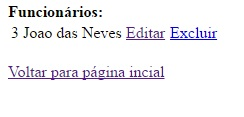 Funcionários:
3 Joao das Neves Editar Excluir
Voltar para página incial